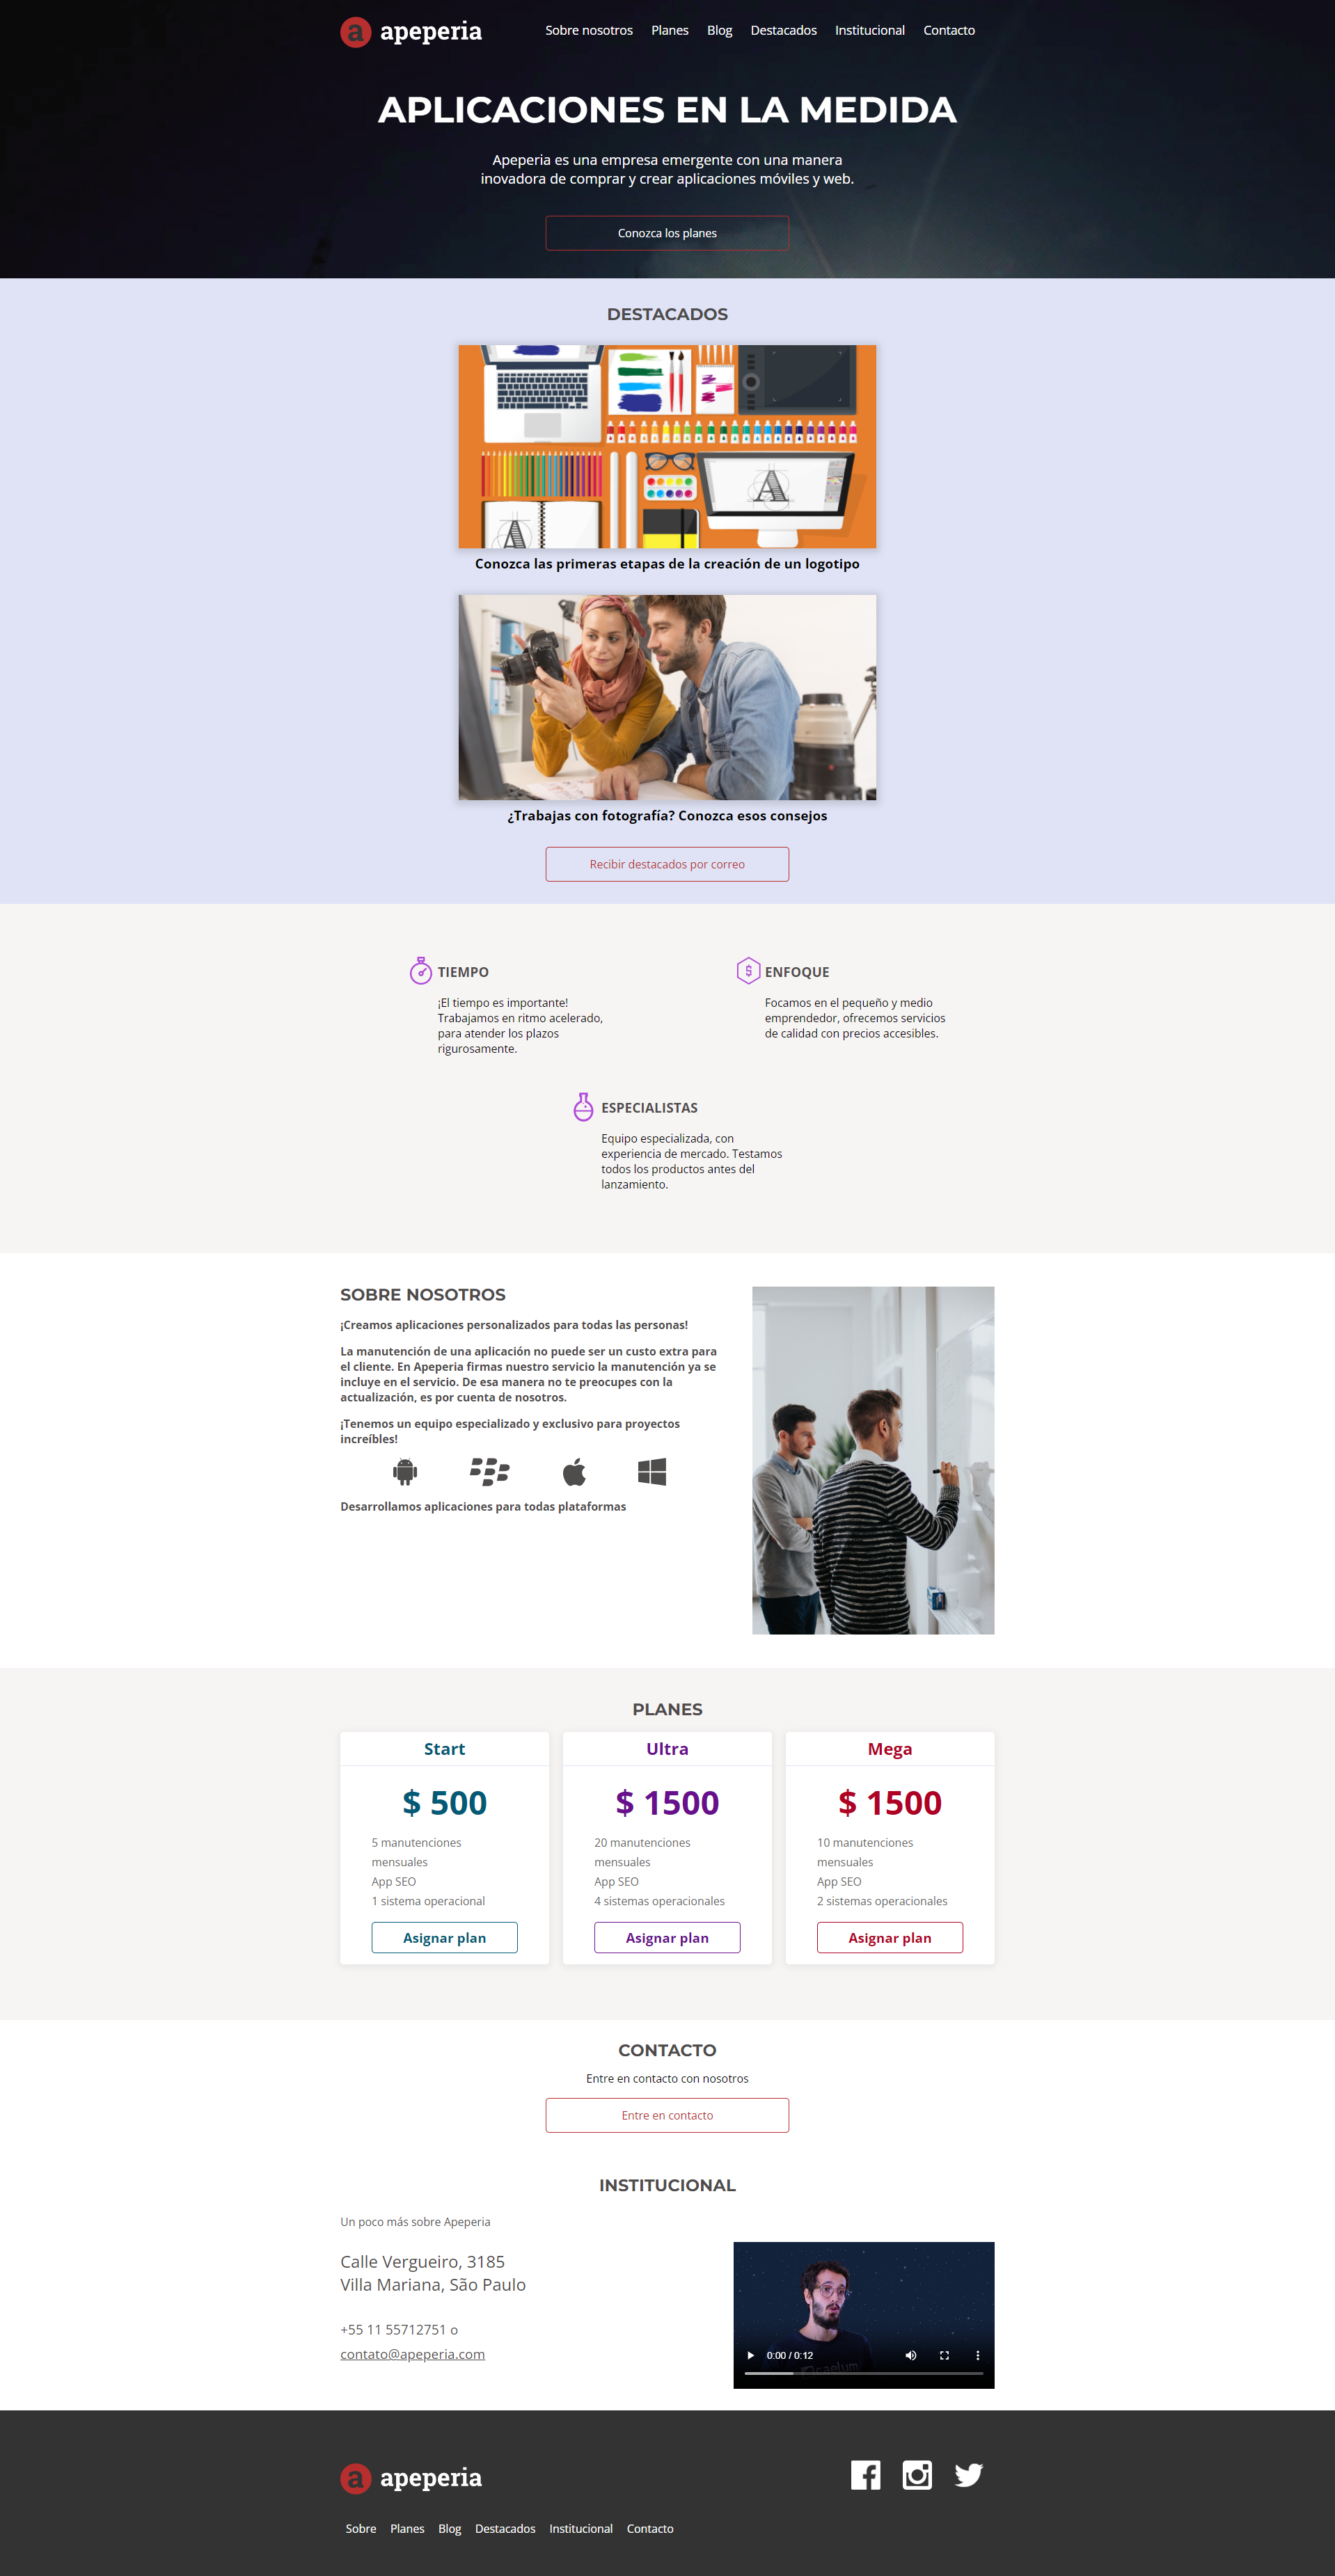 a apeperia
Sobre nosotros Planes Blog Destacados Institucional Contacto
APLICACIONES EN LA MEDIDA
Apeperia es una empresa emergente con una manera
inovadora de comprar y crear aplicaciones móviles y web.
Conozca los planes
DESTACADOS
A
A
Conozca las primeras etapas de la creación de un logotipo
¿Trabajas con fotografía? Conozca esos consejos
Recibir destacados por correo
TIEMPO
¡El tiempo es importante!
Trabajamos en ritmo acelerado,
para atender los plazos
rigurosamente.
$ ENFOQUE
Focamos en el pequeño y medio
emprendedor, ofrecemos servicios
de calidad con precios accesibles.
ESPECIALISTAS
Equipo especializada, con
experiencia de mercado. Testamos
todos los productos antes del
lanzamiento.
SOBRE NOSOTROS
¡Creamos aplicaciones personalizados para todas las personas!
La manutención de una aplicación no puede ser un custo extra para
el cliente. En Apeperia firmas nuestro servicio la manutención ya se
incluye en el servicio. De esa manera no te preocupes con la
actualización, es por cuenta de nosotros.
¡Tenemos un equipo especializado y exclusivo para proyectos
increíbles!
Desarrollamos aplicaciones para todas plataformas
PLANES
Start
$ 500
5 manutenciones
mensuales
App SEO
1 sistema operacional
Asignar plan
Ultra
$ 1500
20 manutenciones
mensuales
App SEO
4 sistemas operacionales
Asignar plan
Mega
$ 1500
10 manutenciones
mensuales
App SEO
2 sistemas operacionales
Asignar plan
CONTACTO
Entre en contacto con nosotros
Entre en contacto
INSTITUCIONAL
Un poco más sobre Apeperia
Calle Vergueiro, 3185
Villa Mariana, São Paulo
+55 11 55712751 o
contato@apeperia.com
0:00 / 0:12
caelum
a apeperia
Sobre Planes Blog Destacados Institucional Contacto